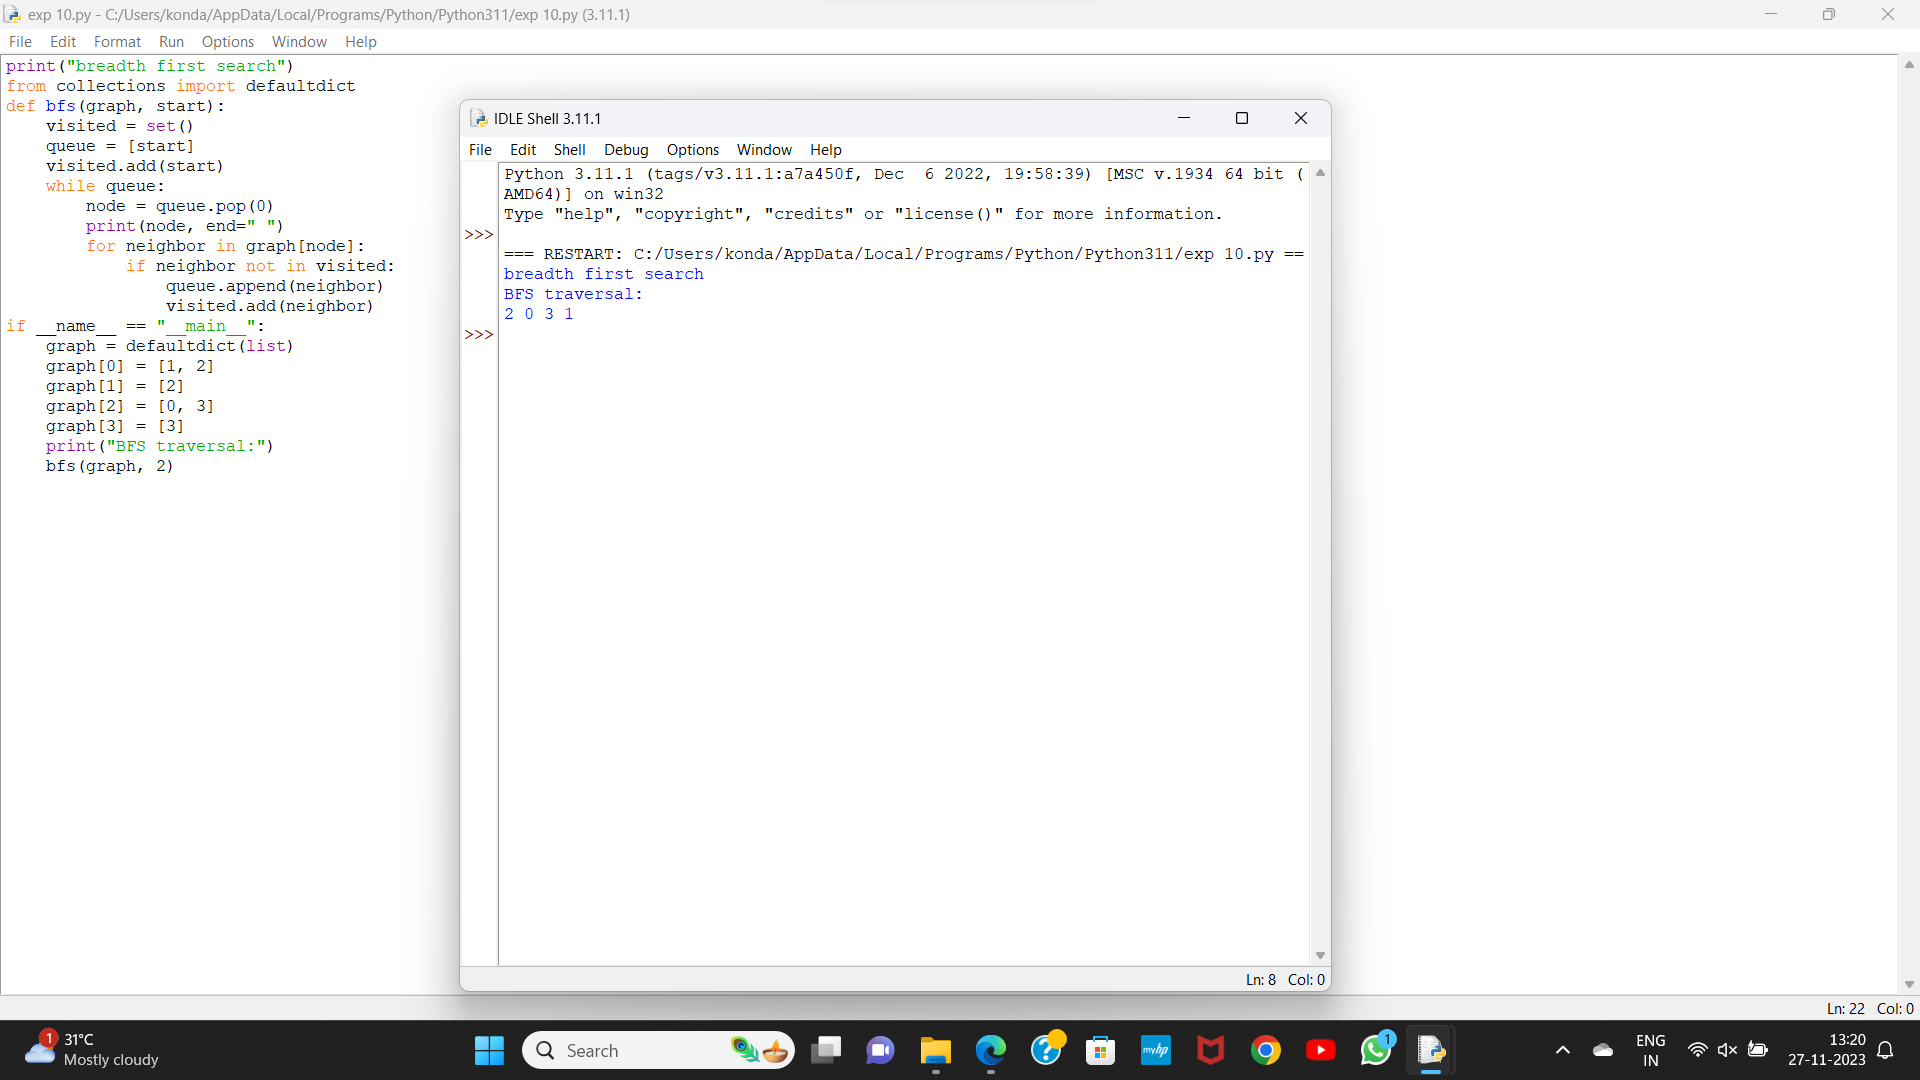 exp 10.py - C:/Users/konda/AppData/Local/Programs/Python/Python311/exp 10.py (3.11.1)
File Edit Format Run Options Window Help
print("breadth first search")
from collections import defaultdict
def bfs(graph, start):
    visited = set()
    queue = [start]
    visited.add(start)
    while queue:
        node = queue.pop(0)
        print(node, end=" ")
        for neighbor in graph[node]:
            if neighbor not in visited:
                queue.append(neighbor)
                visited.add(neighbor)
if __name__ == "__main__":
    graph = defaultdict(list)
    graph[0] = [1, 2]
    graph[1] = [2]
    graph[2] = [0, 3]
    graph[3] = [3]
    print("BFS traversal:")
    bfs(graph, 2)
IDLE Shell 3.11.1
File Edit Shell Debug Options Window Help
Python 3.11.1 (tags/v3.11.1:a7a450f, Dec  6 2022, 19:58:39) [MSC v.1934 64 bit (
AMD64)] on win32
Type "help", "copyright", "credits" or "license()" for more information.
>>>
=== RESTART: C:/Users/konda/AppData/Local/Programs/Python/Python311/exp 10.py ==
breadth first search
BFS traversal:
2 0 3 1
>>>
Ln: 8 Col: 0
Ln: 22 Col: 0
1
31°C
Mostly cloudy
Search
myhp
1
ENG
IN
13:20
27-11-2023